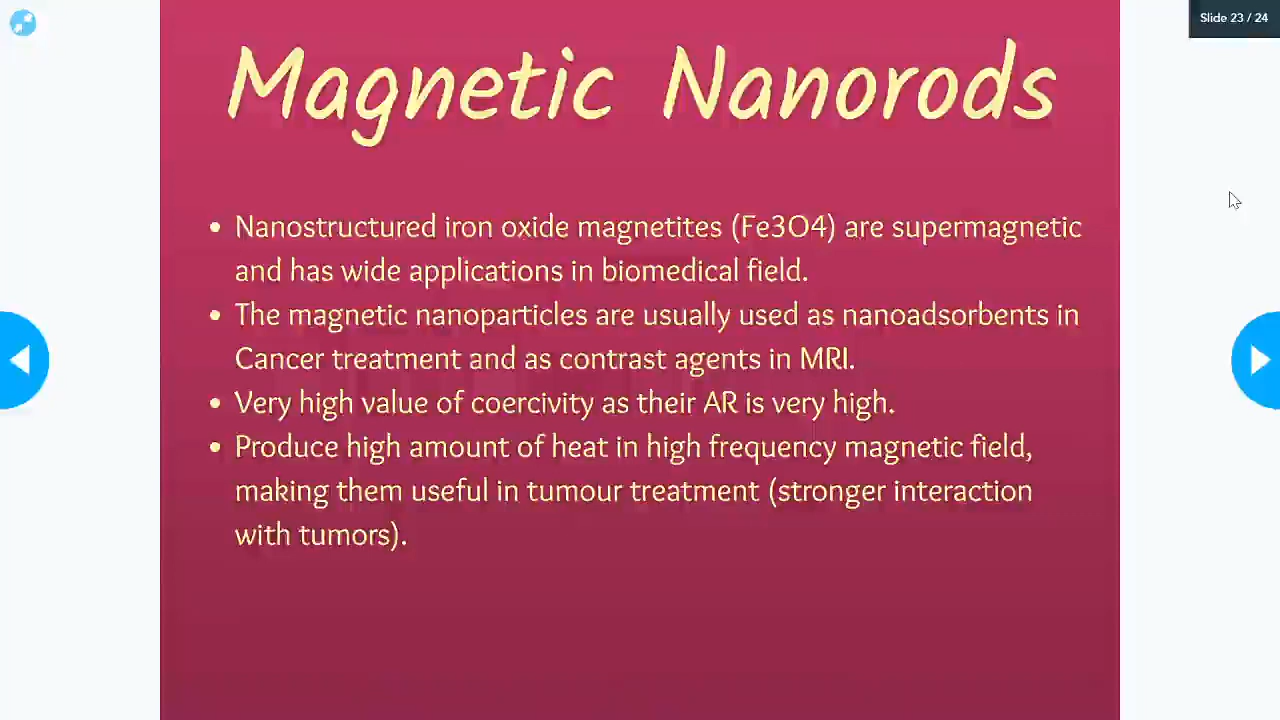 Slide 23 / 24
Magnetic Nanorods
• Nanostructured iron oxide magnetites (Fe3O4) are supermagnetic
and has wide applications in biomedical field.
• The magnetic nanoparticles are usually used as nanoadsorbents in
Cancer treatment and as contrast agents in MRI.
• Very high value of coercivity as their AR is very high.
• Produce high amount of heat in high frequency magnetic field,
making them useful in tumour treatment (stronger interaction
with tumors).